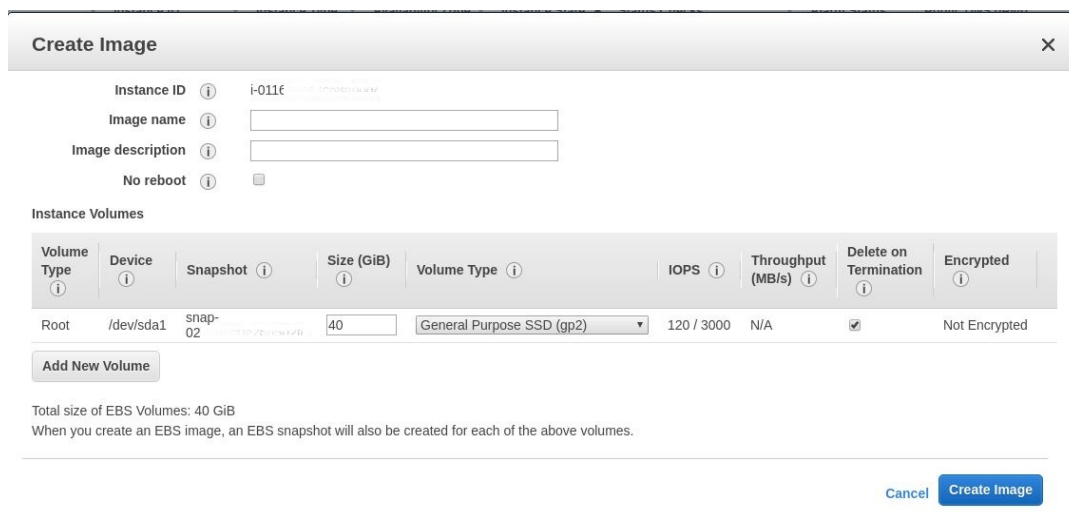 Create Image
Instance ID
i-0116
Image name
Image description
No reboot
Instance Volumes
Volume Type
Device
Snapshot
Size (GiB)
Volume Type
IOPS
Throughput (MB/s)
Delete on Termination
Encrypted
Root
/dev/sda1
snap-
02
40
General Purpose SSD (gp2)
120 / 3000
N/A
Not Encrypted
Add New Volume
Total size of EBS Volumes: 40 GiB
When you create an EBS image, an EBS snapshot will also be created for each of the above volumes.
Cancel
Create Image